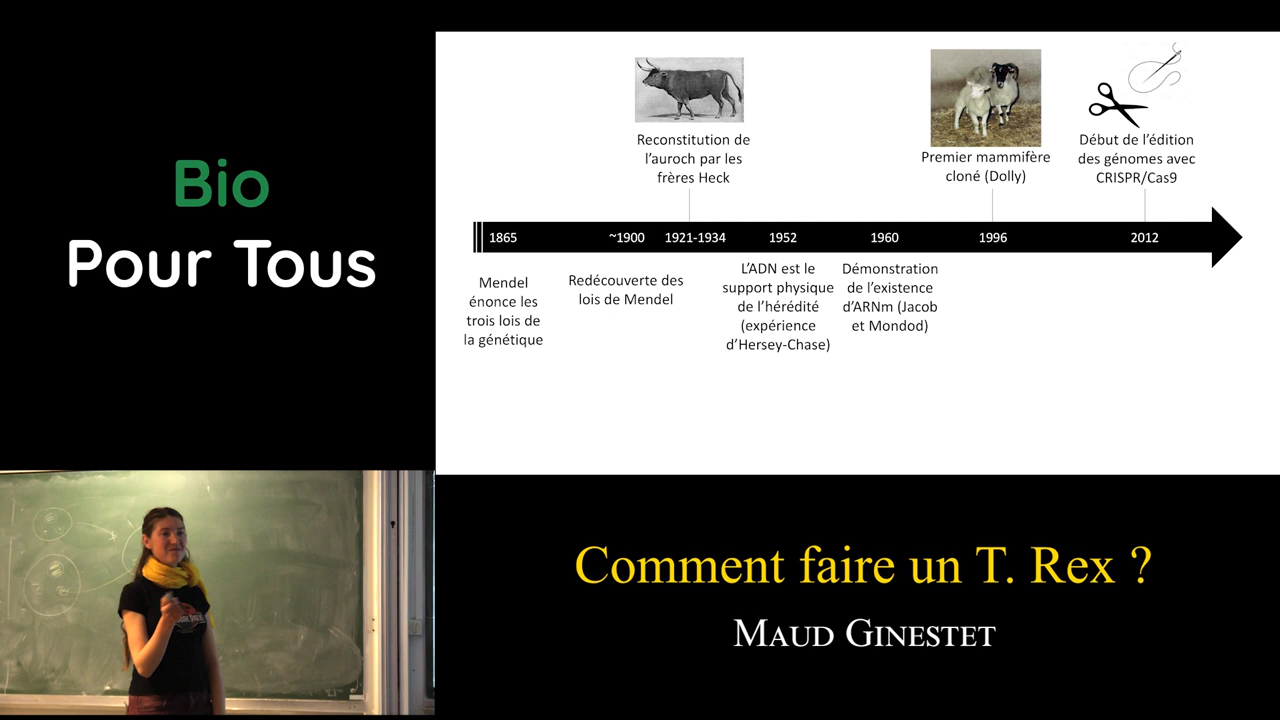 Bio
Pour Tous
Reconstitution de
l'auroch par les
frères Heck
Premier mammifère
cloné (Dolly)
Début de l'édition
des génomes avec
CRISPR/Cas9
1865
~1900
1921-1934
1952
1960
1996
2012
Mendel
énonce les
trois lois de
la génétique
Redécouverte des
lois de Mendel
L'ADN est le
support physique
de l'hérédité
(expérience
d'Hersey-Chase)
Démonstration
de l'existence
d'ARNm (Jacob
et Mondod)
Comment faire un T. Rex ?
MAUD GINESTET